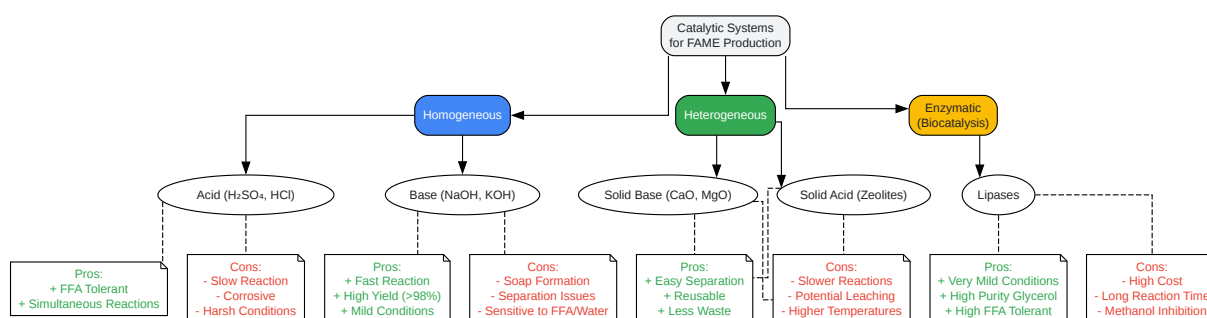 Catalytic Systems
for FAME Production
Homogeneous
Heterogeneous
Enzymatic
(Biocatalysis)
Acid (H₂SO₄, HCl)
Base (NaOH, KOH)
Solid Base (CaO, MgO)
Solid Acid (Zeolites)
Lipases
Pros:
+ FFA Tolerant
+ Simultaneous Reactions
Cons:
- Slow Reaction
- Corrosive
- Harsh Conditions
Pros:
+ Fast Reaction
+ High Yield (>98%)
+ Mild Conditions
Cons:
- Soap Formation
- Separation Issues
- Sensitive to FFA/Water
Pros:
+ Easy Separation
+ Reusable
+ Less Waste
Cons:
- Slower Reactions
- Potential Leaching
- Higher Temperatures
Pros:
+ Very Mild Conditions
+ High Purity Glycerol
+ High FFA Tolerant
Cons:
- High Cost
- Long Reaction Time
- Methanol Inhibition